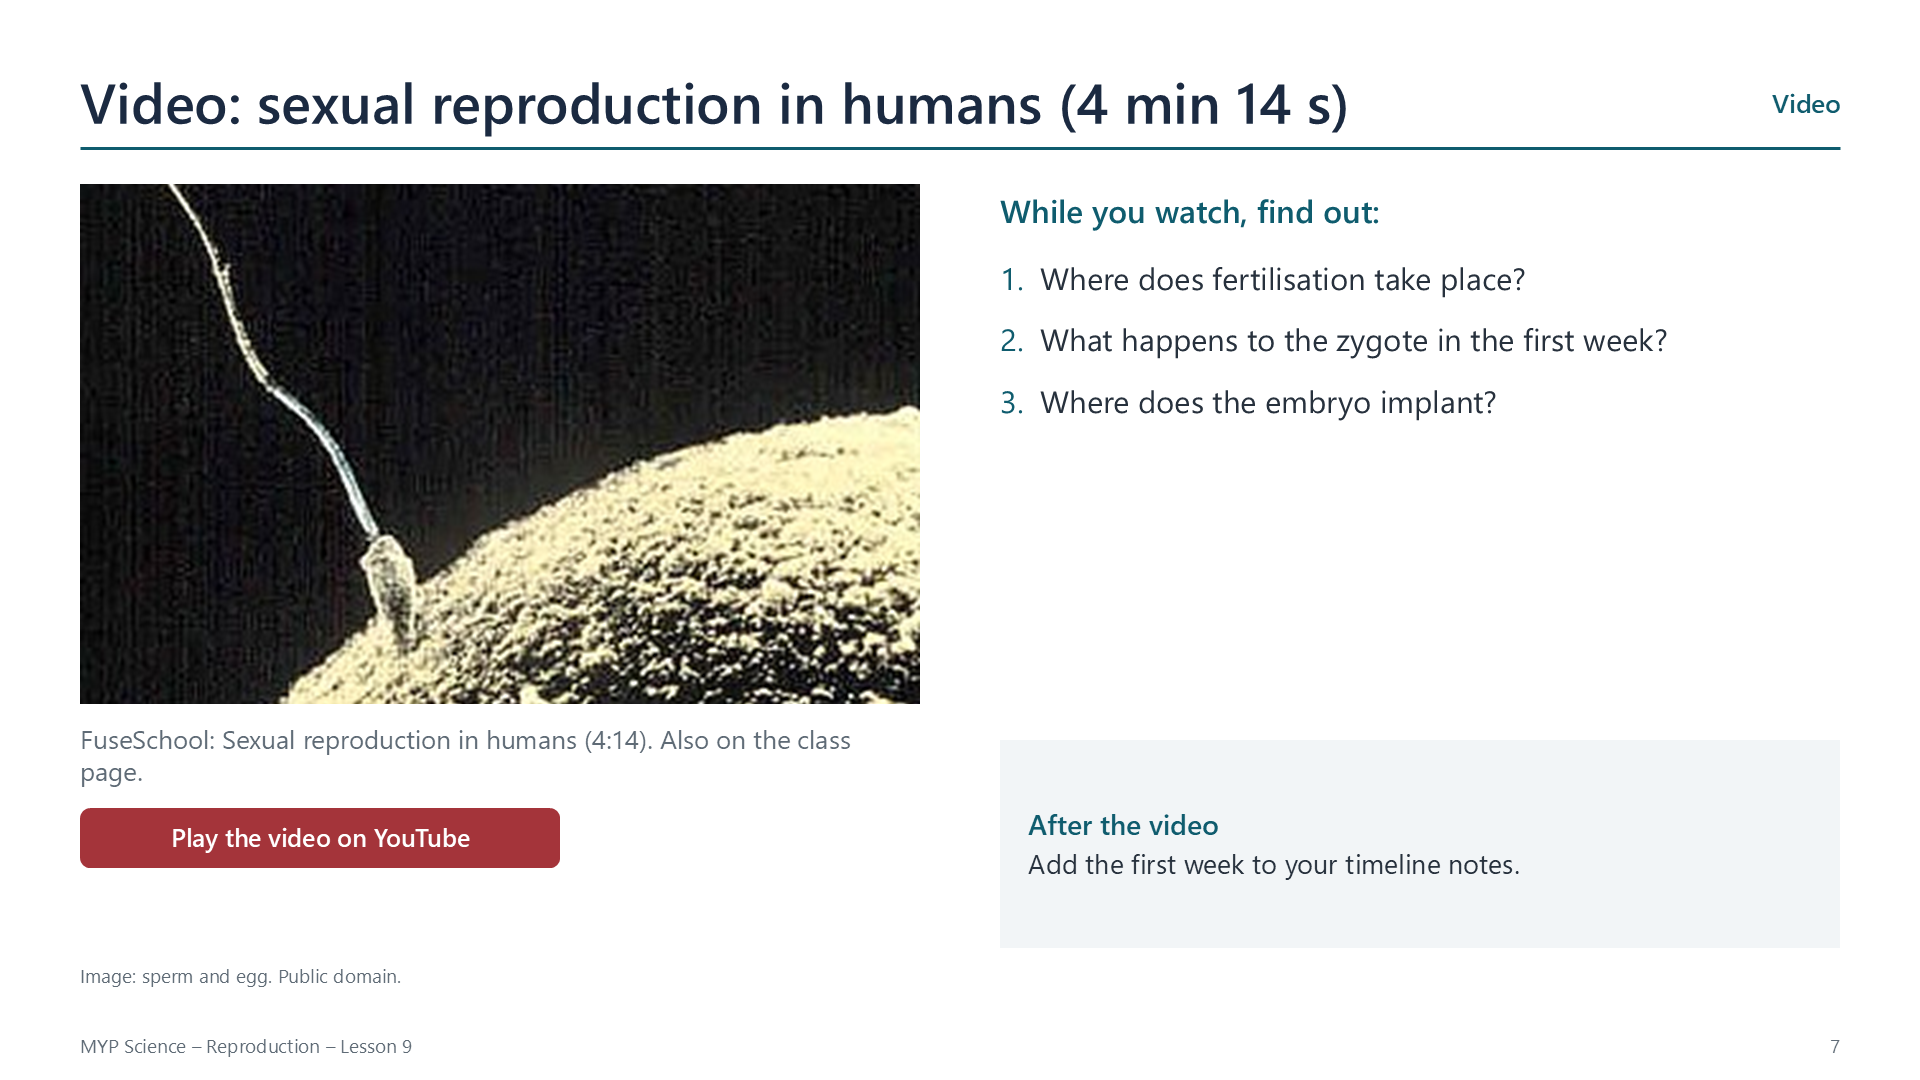 Video: sexual reproduction in humans (4 min 14 s)
Video
While you watch, find out:
1. Where does fertilisation take place?
2. What happens to the zygote in the first week?
3. Where does the embryo implant?
FuseSchool: Sexual reproduction in humans (4:14). Also on the class
page.
Play the video on YouTube
After the video
Add the first week to your timeline notes.
Image: sperm and egg. Public domain.
MYP Science – Reproduction – Lesson 9
7